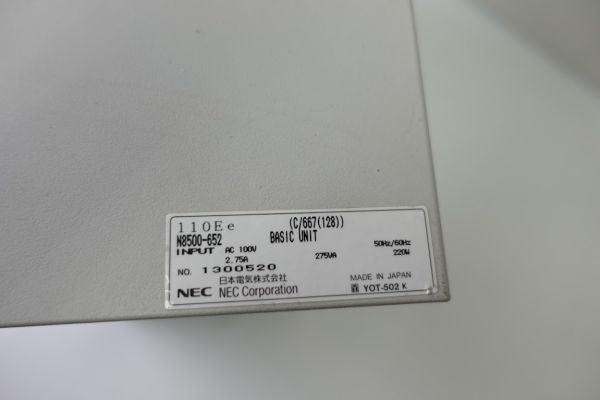 110Ee (C/667(128))
N8500-652 BASIC UNIT
INPUT AC 100V 50Hz/60Hz
2.75A 275VA 220W
NO. 1300520
日本電気株式会社 MADE IN JAPAN
NEC NEC Corporation YOT-502 K